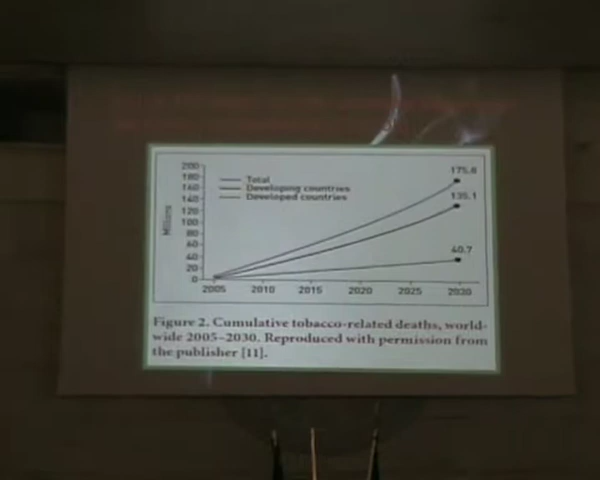 200
180
160
140
120
100
80
60
40
20
0
Millions
Total
Developing countries
Developed countries
175.8
135.1
40.7
2005 2010 2015 2020 2025 2030
Figure 2. Cumulative tobacco-related deaths, world-
wide 2005–2030. Reproduced with permission from
the publisher [11].